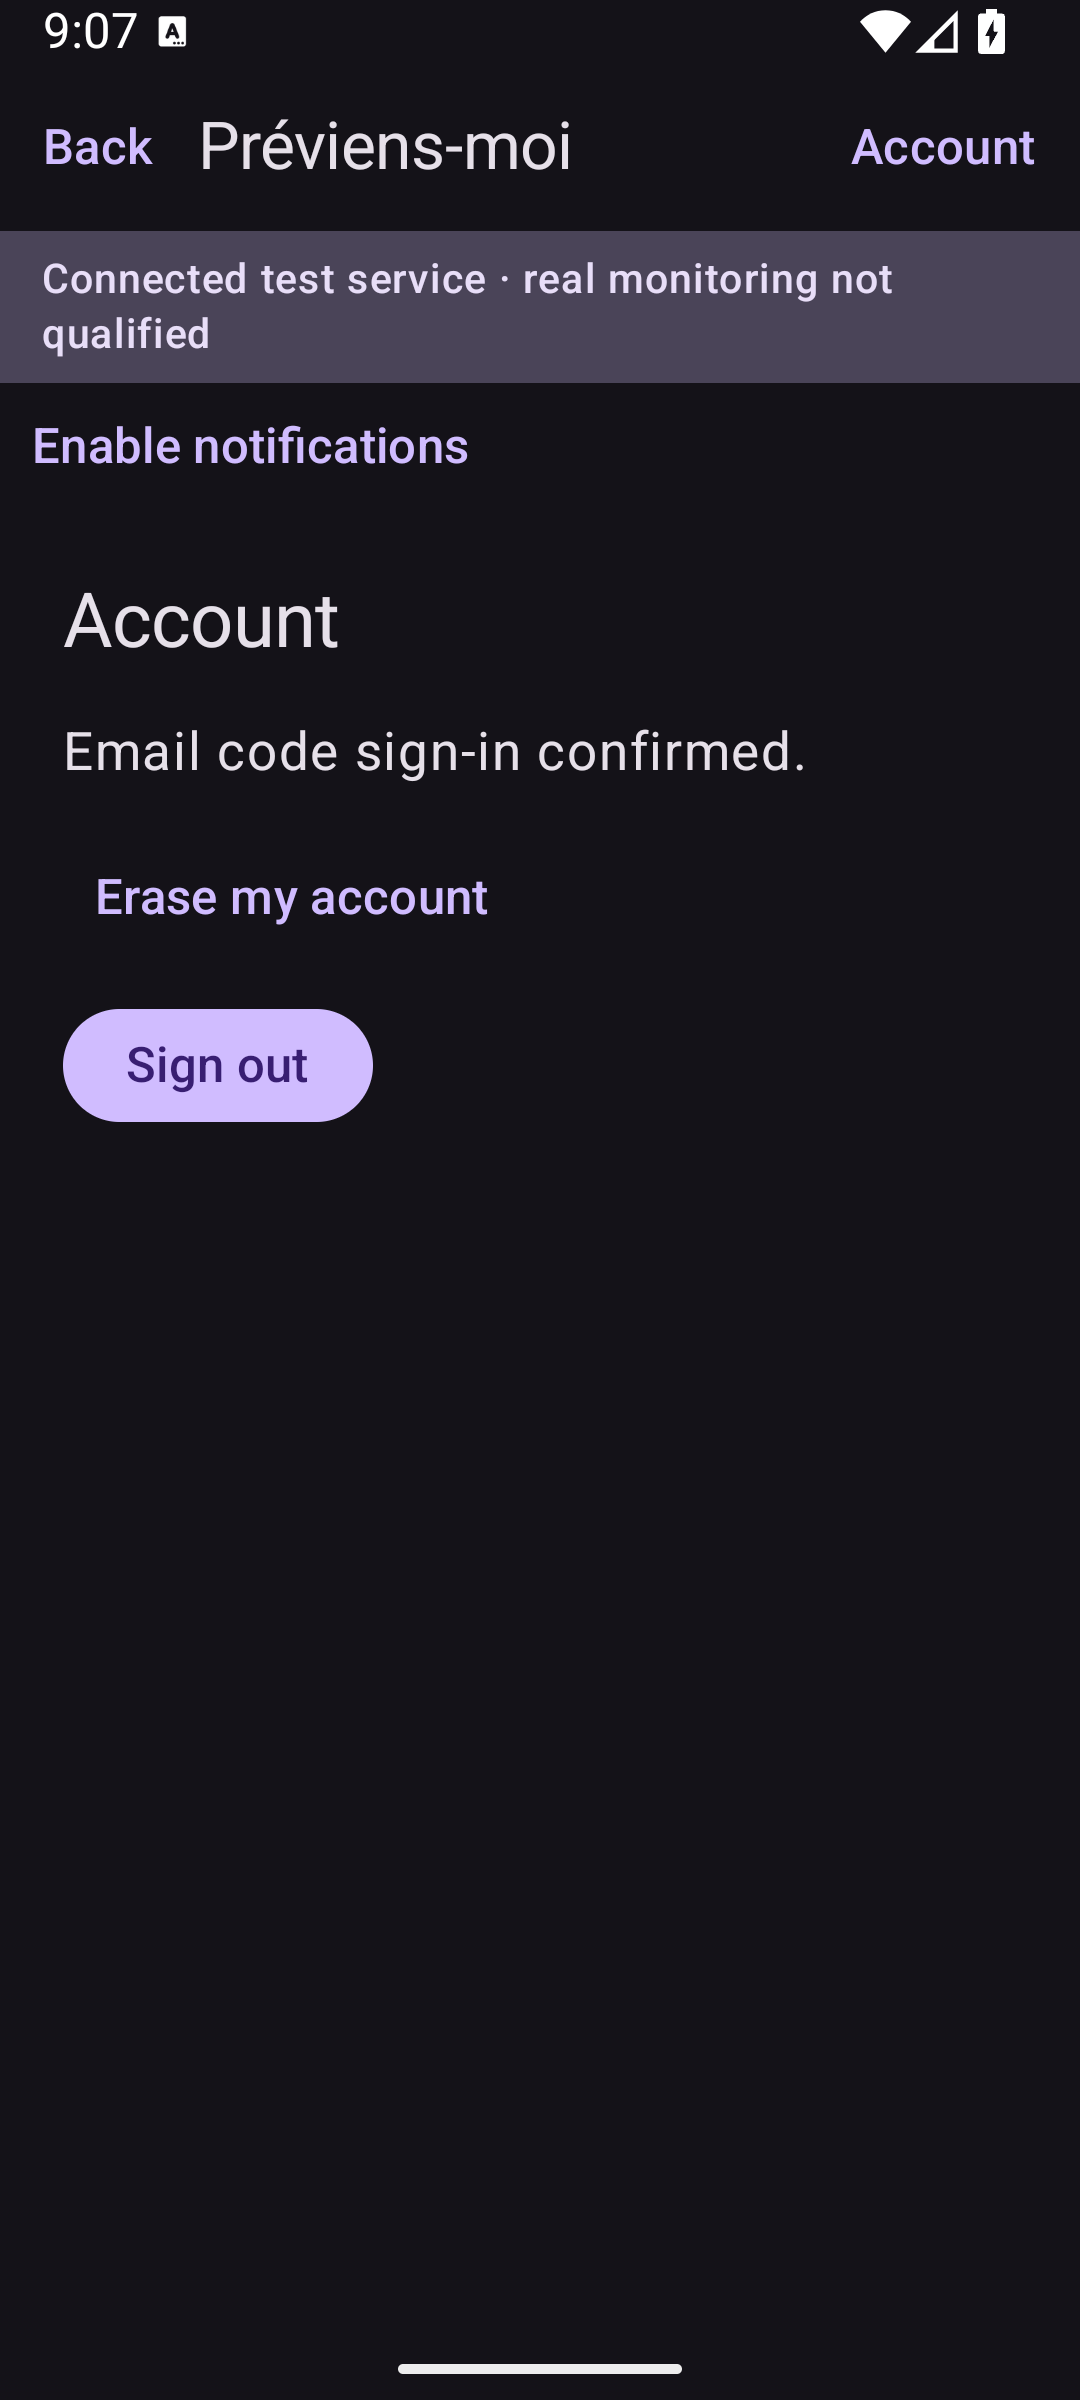 9:07
Back Préviens-moi Account
Connected test service · real monitoring not
qualified
Enable notifications
Account
Email code sign-in confirmed.
Erase my account
Sign out